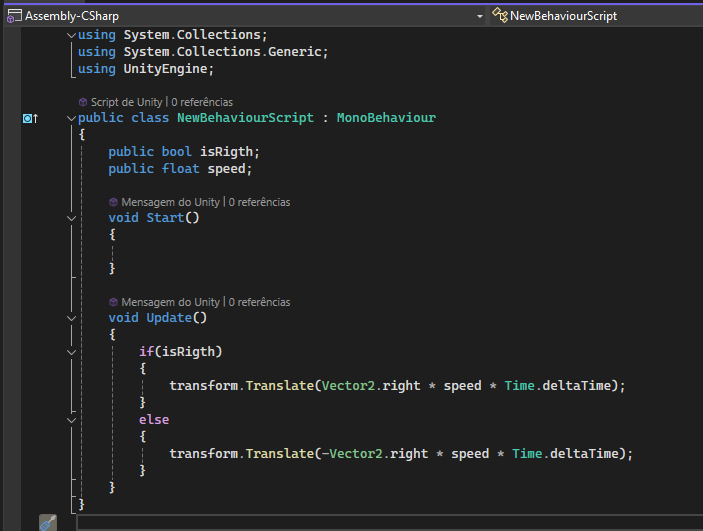 Assembly-CSharp NewBehaviourScript
using System.Collections;
using System.Collections.Generic;
using UnityEngine;
Script de Unity | 0 referências
public class NewBehaviourScript : MonoBehaviour
{
public bool isRigth;
public float speed;
Mensagem do Unity | 0 referências
void Start()
{
}
Mensagem do Unity | 0 referências
void Update()
{
if(isRigth)
{
transform.Translate(Vector2.right * speed * Time.deltaTime);
}
else
{
transform.Translate(-Vector2.right * speed * Time.deltaTime);
}
}
}